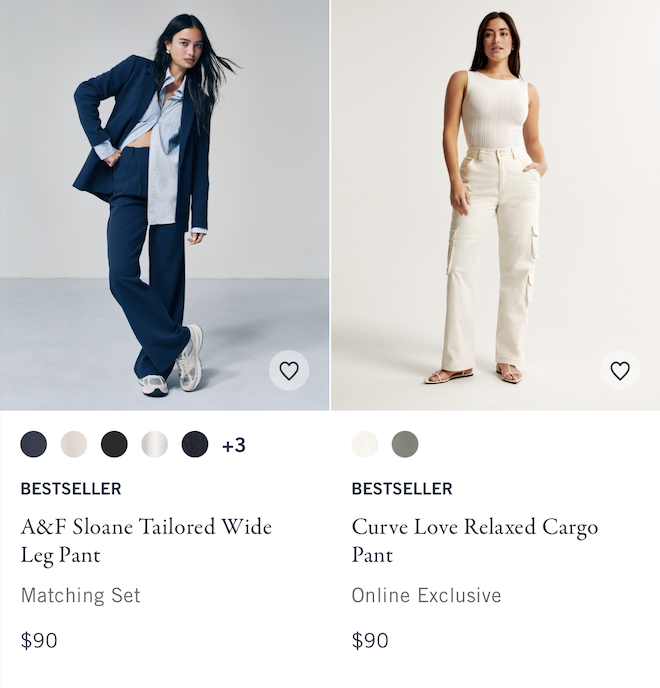 +3
BESTSELLER
A&F Sloane Tailored Wide
Leg Pant
Matching Set
$90
BESTSELLER
Curve Love Relaxed Cargo
Pant
Online Exclusive
$90